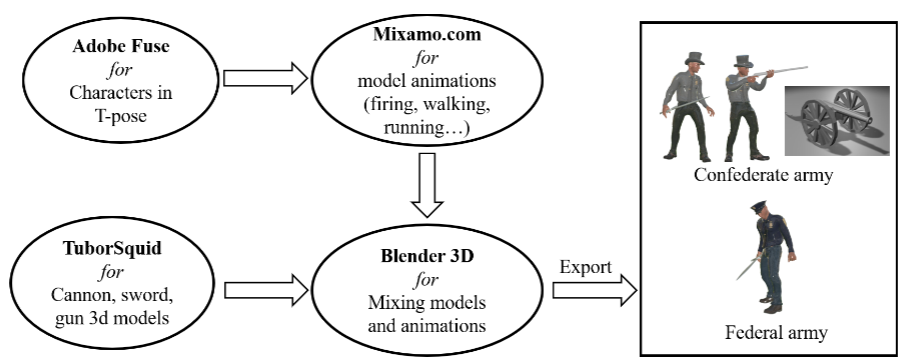 Adobe Fuse
for
Characters in
T-pose
Mixamo.com
for
model animations
(firing, walking,
running…)
TuborSquid
for
Cannon, sword,
gun 3d models
Blender 3D
for
Mixing models
and animations
Export
Confederate army
Federal army